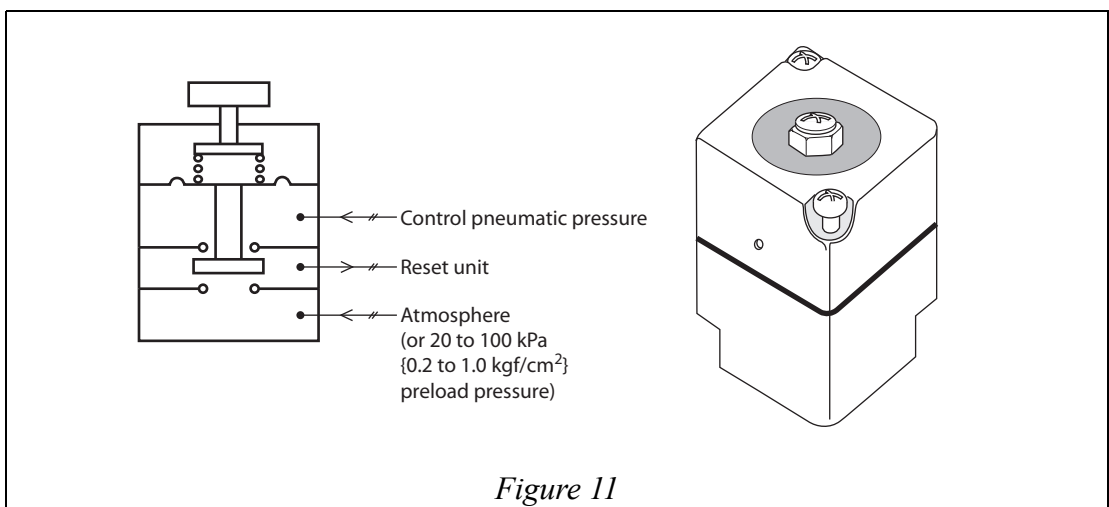 Control pneumatic pressure
Reset unit
Atmosphere
(or 20 to 100 kPa
{0.2 to 1.0 kgf/cm²}
preload pressure)
Figure 11